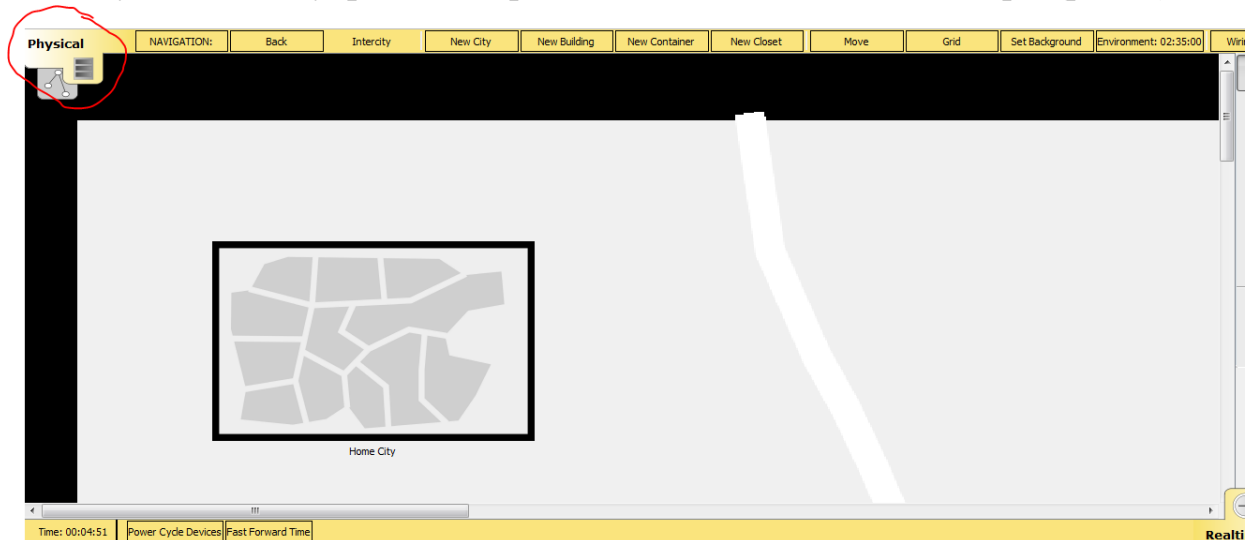 Physical
NAVIGATION: Back Intercity New City New Building New Container New Closet Move Grid Set Background Environment: 02:35:00
Home City
Time: 00:04:51 Power Cycle Devices Fast Forward Time